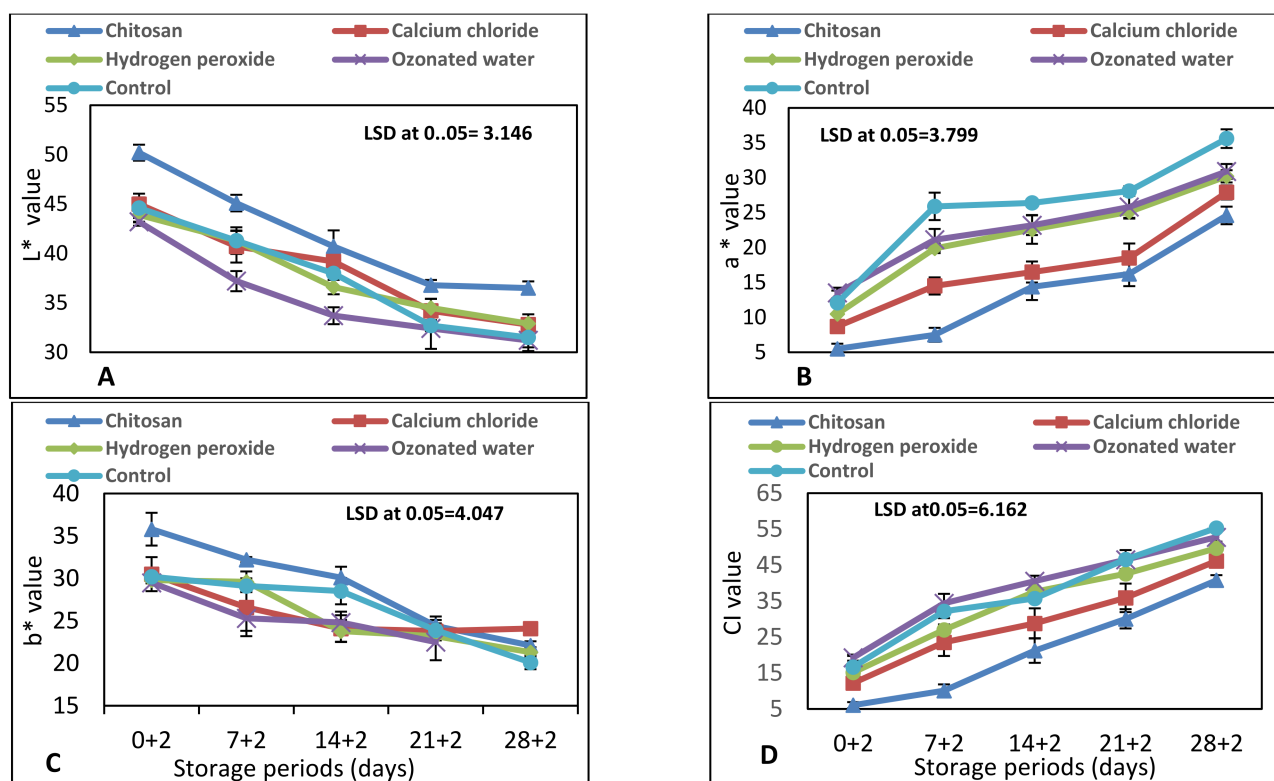 Chitosan
Calcium chloride
Hydrogen peroxide
Ozonated water
Control
55
50
45
40
35
30
L* value
LSD at 0..05= 3.146
A
Chitosan
Calcium chloride
Hydrogen peroxide
Ozonated water
Control
40
35
30
25
20
15
10
5
a* value
LSD at 0.05=3.799
B
Chitosan
Calcium chloride
Hydrogen peroxide
Ozonated water
Control
40
35
30
25
20
15
b* value
LSD at 0.05=4.047
0+2 7+2 14+2 21+2 28+2
C
Storage periods (days)
Chitosan
Calcium chloride
Hydrogen peroxide
Ozonated water
Control
65
55
45
35
25
15
5
CI value
LSD at0.05=6.162
0+2 7+2 14+2 21+2 28+2
D
Storage periods (days)